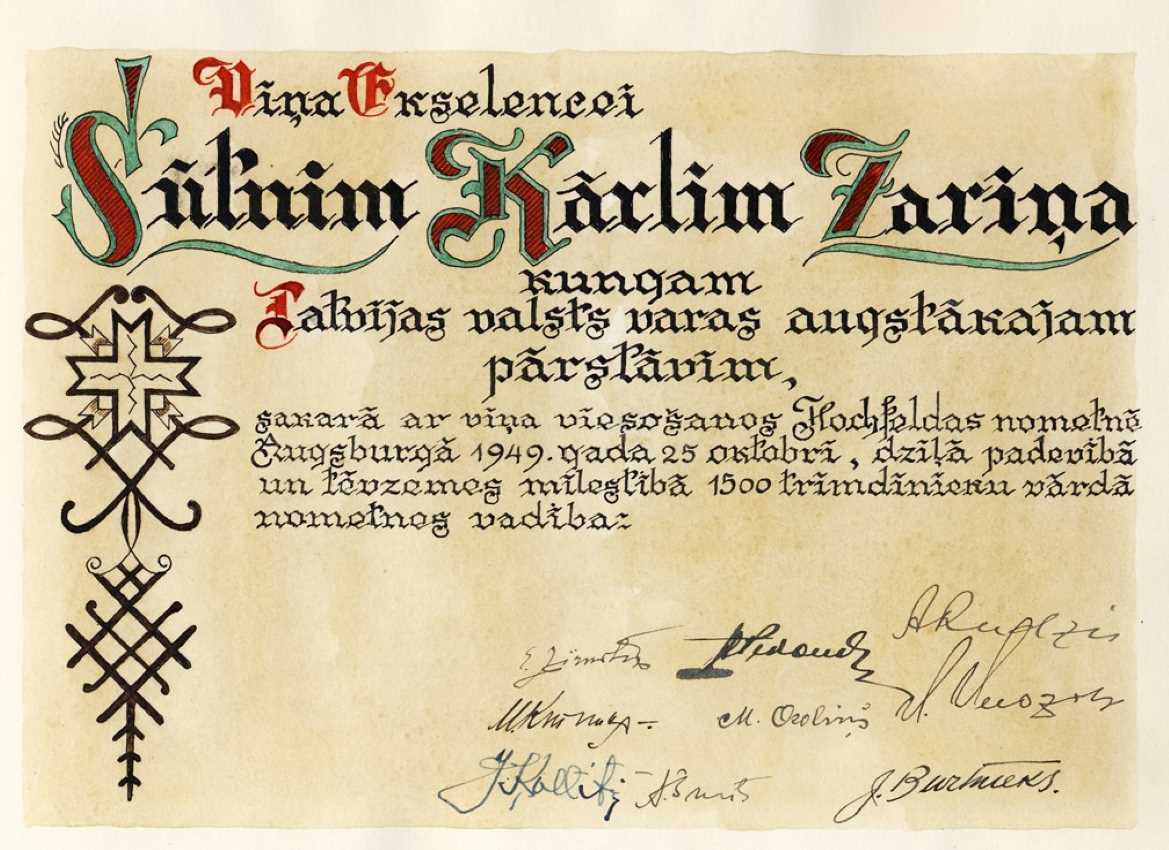 Viņa Ekselencei
Sūtnim Kārlim Zariņa
kungam
Latvijas valsts varas augstākajam
pārstāvim,
sakarā ar viņa viesošanos Hochfeldas nometnē
Augsburgā 1949. gada 25 oktobrī, dziļā padevībā
un tēvzemes mīlestībā 1500 trimdinieku vārdā
nometnes vadība:
M. Ozoliņš
J. Burtnieks.